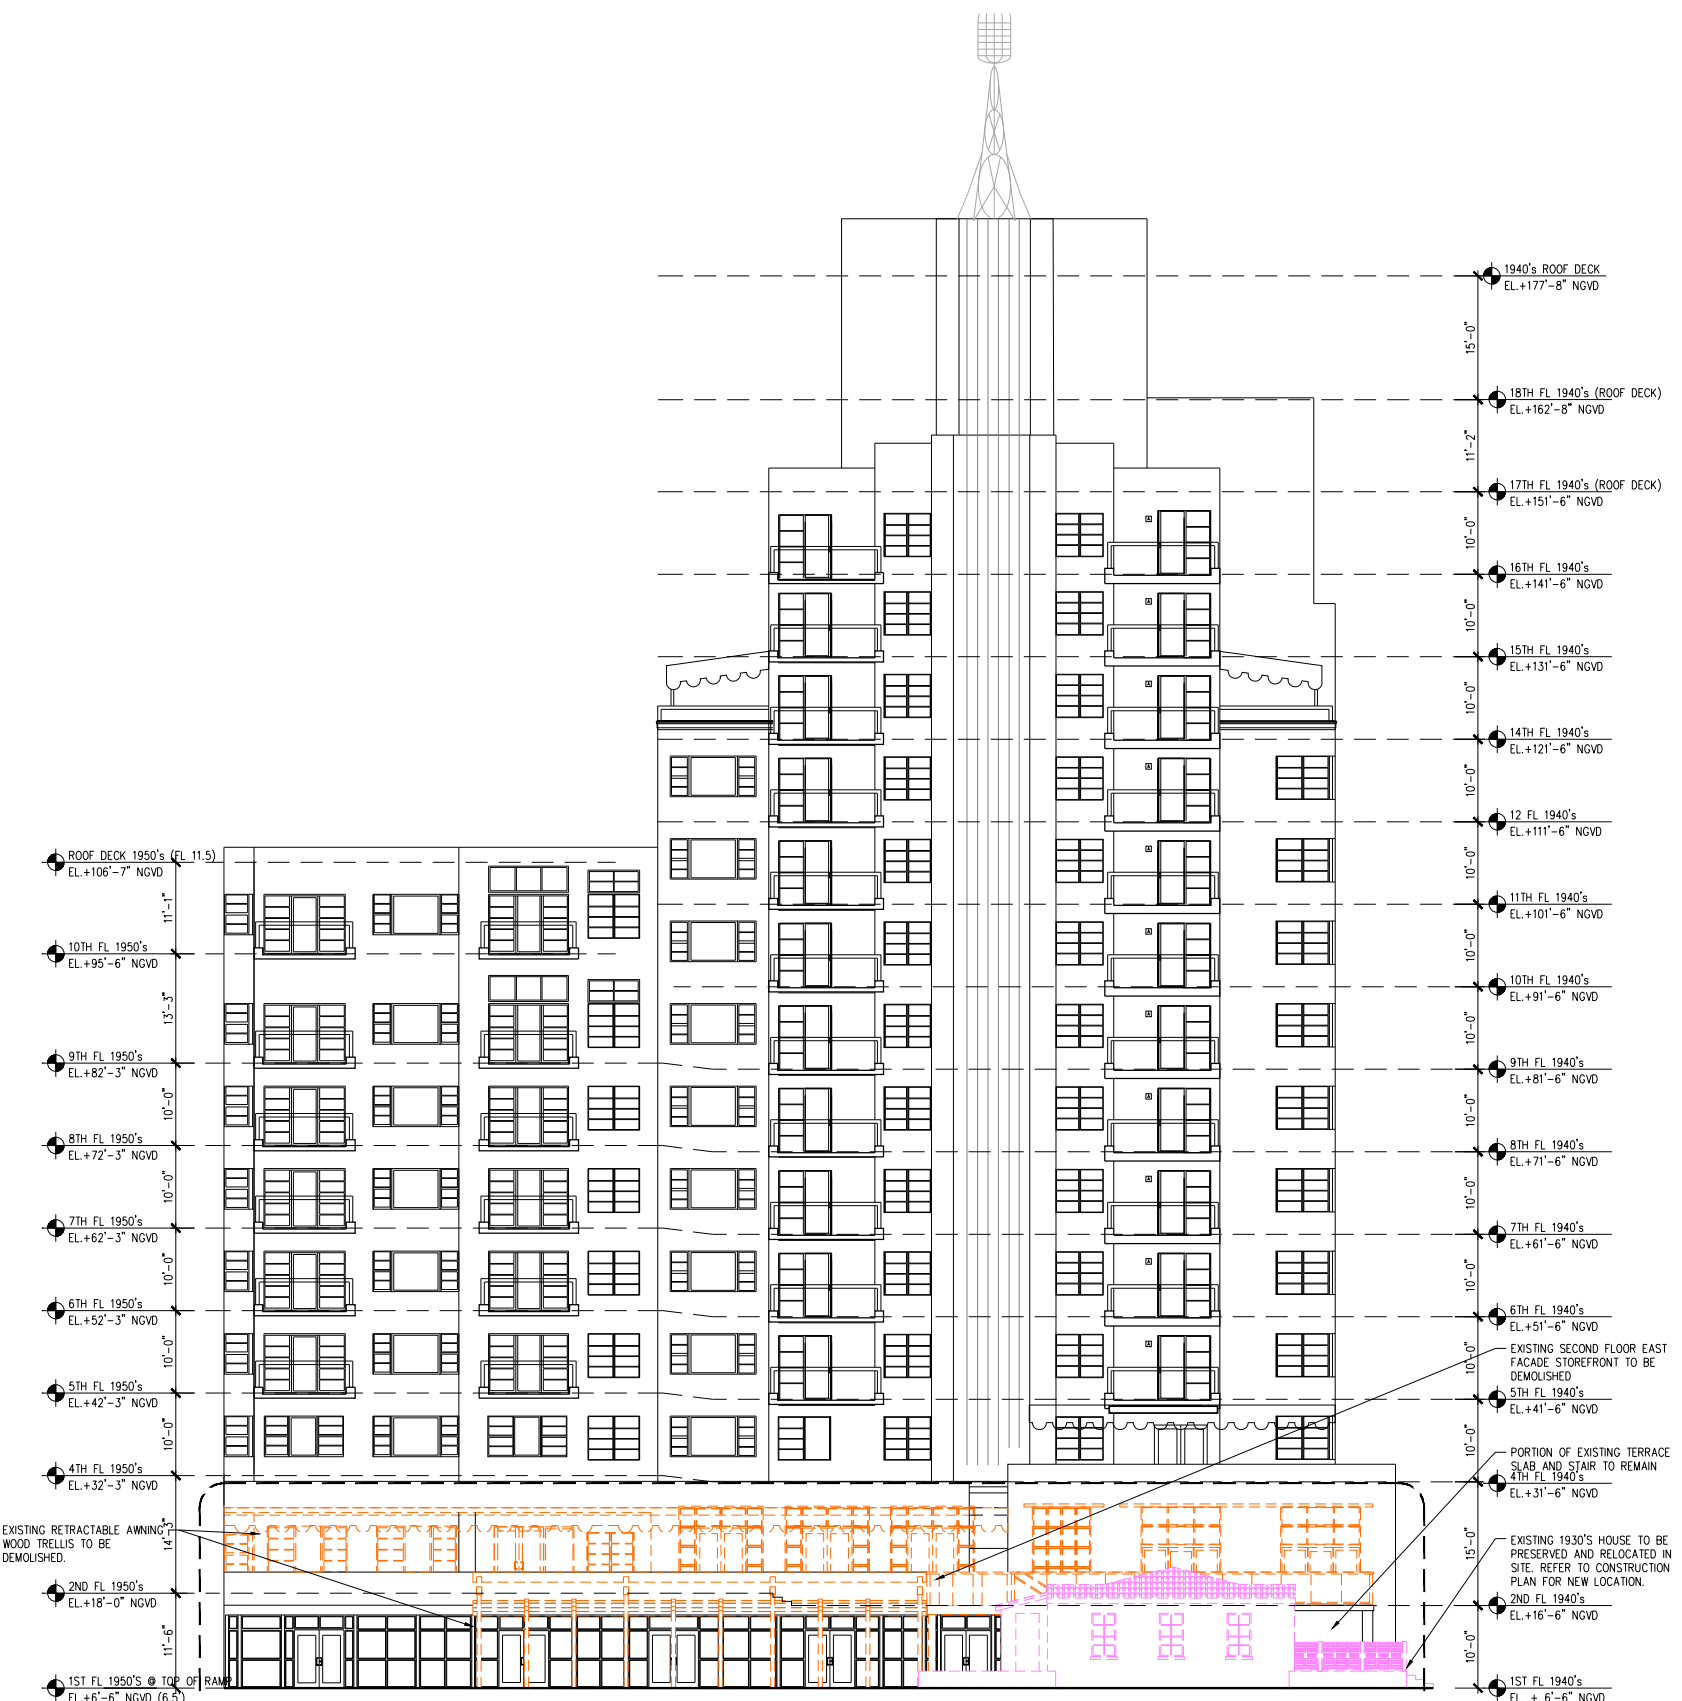 1940's ROOF DECK
EL.+177'-8" NGVD
15'-0"
18TH FL 1940's (ROOF DECK)
EL.+162'-8" NGVD
11'-2"
17TH FL 1940's (ROOF DECK)
EL.+151'-6" NGVD
10'-0"
16TH FL 1940's
EL.+141'-6" NGVD
10'-0"
15TH FL 1940's
EL.+131'-6" NGVD
10'-0"
14TH FL 1940's
EL.+121'-6" NGVD
10'-0"
12 FL 1940's
EL.+111'-6" NGVD
10'-0"
11TH FL 1940's
EL.+101'-6" NGVD
10'-0"
10TH FL 1940's
EL.+91'-6" NGVD
10'-0"
9TH FL 1940's
EL.+81'-6" NGVD
10'-0"
8TH FL 1940's
EL.+71'-6" NGVD
10'-0"
7TH FL 1940's
EL.+61'-6" NGVD
10'-0"
6TH FL 1940's
EL.+51'-6" NGVD
10'-0"
EXISTING SECOND FLOOR EAST
FACADE STOREFRONT TO BE
DEMOLISHED
5TH FL 1940's
EL.+41'-6" NGVD
10'-0"
PORTION OF EXISTING TERRACE
SLAB AND STAIR TO REMAIN
4TH FL 1940's
EL.+31'-6" NGVD
15'-0"
EXISTING 1930'S HOUSE TO BE
PRESERVED AND RELOCATED IN
SITE. REFER TO CONSTRUCTION
PLAN FOR NEW LOCATION.
2ND FL 1940's
EL.+16'-6" NGVD
10'-0"
1ST FL 1940's
EL. + 6'-6" NGVD
ROOF DECK 1950's (FL 11.5)
EL.+106'-7" NGVD
11'-1"
10TH FL 1950's
EL.+95'-6" NGVD
13'-3"
9TH FL 1950's
EL.+82'-3" NGVD
10'-0"
8TH FL 1950's
EL.+72'-3" NGVD
10'-0"
7TH FL 1950's
EL.+62'-3" NGVD
10'-0"
6TH FL 1950's
EL.+52'-3" NGVD
10'-0"
5TH FL 1950's
EL.+42'-3" NGVD
10'-0"
4TH FL 1950's
EL.+32'-3" NGVD
14'-3"
EXISTING RETRACTABLE AWNING
WOOD TRELLIS TO BE
DEMOLISHED.
2ND FL 1950's
EL.+18'-0" NGVD
11'-6"
1ST FL 1950'S @ TOP OF RAMP
EL.+6'-6" NGVD (6.5')